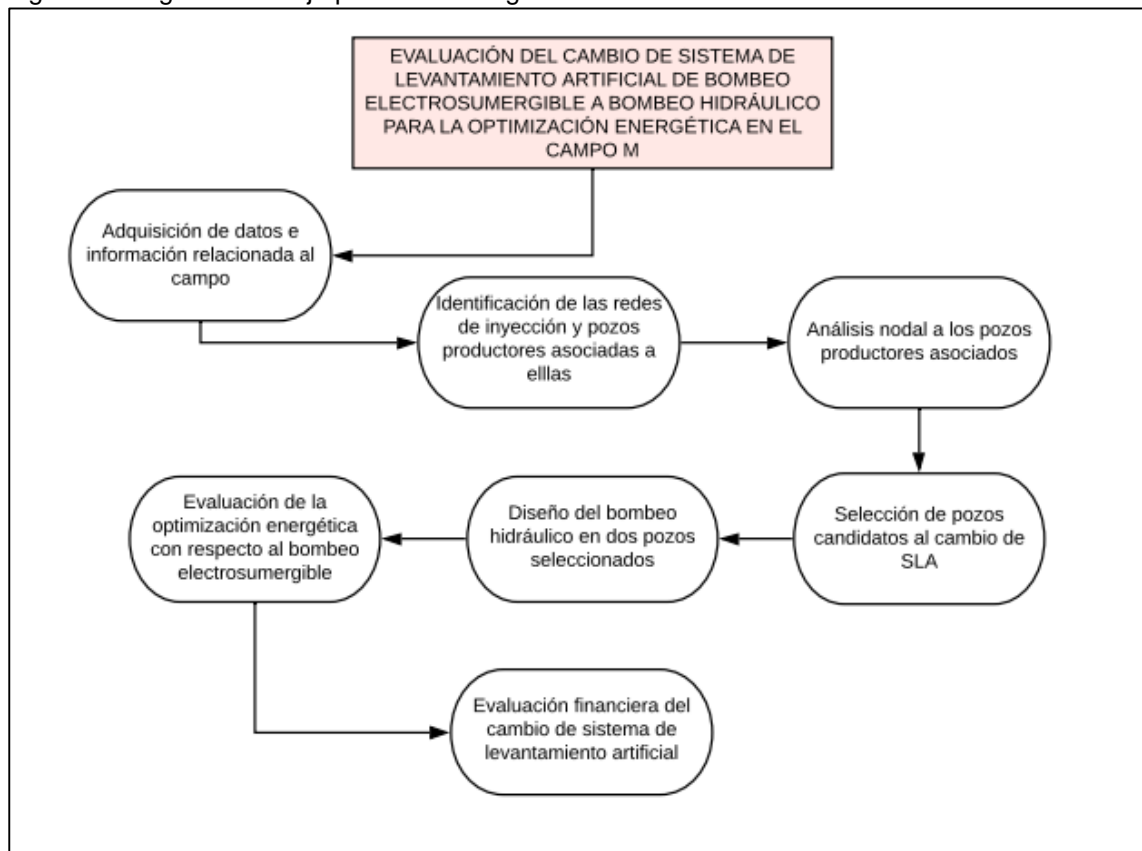 EVALUACIÓN DEL CAMBIO DE SISTEMA DE
LEVANTAMIENTO ARTIFICIAL DE BOMBEO
ELECTROSUMERGIBLE A BOMBEO HIDRÁULICO
PARA LA OPTIMIZACIÓN ENERGÉTICA EN EL
CAMPO M
Adquisición de datos e
información relacionada al
campo
Identificación de las redes
de inyección y pozos
productores asociadas a
elllas
Análisis nodal a los pozos
productores asociados
Selección de pozos
candidatos al cambio de
SLA
Diseño del bombeo
hidráulico en dos pozos
seleccionados
Evaluación de la
optimización energética
con respecto al bombeo
electrosumergible
Evaluación financiera del
cambio de sistema de
levantamiento artificial